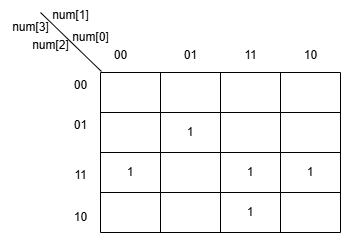 num[1]
num[3]
num[0]
num[2]
00 01 11 10
00
01 1
11 1 1 1
10 1